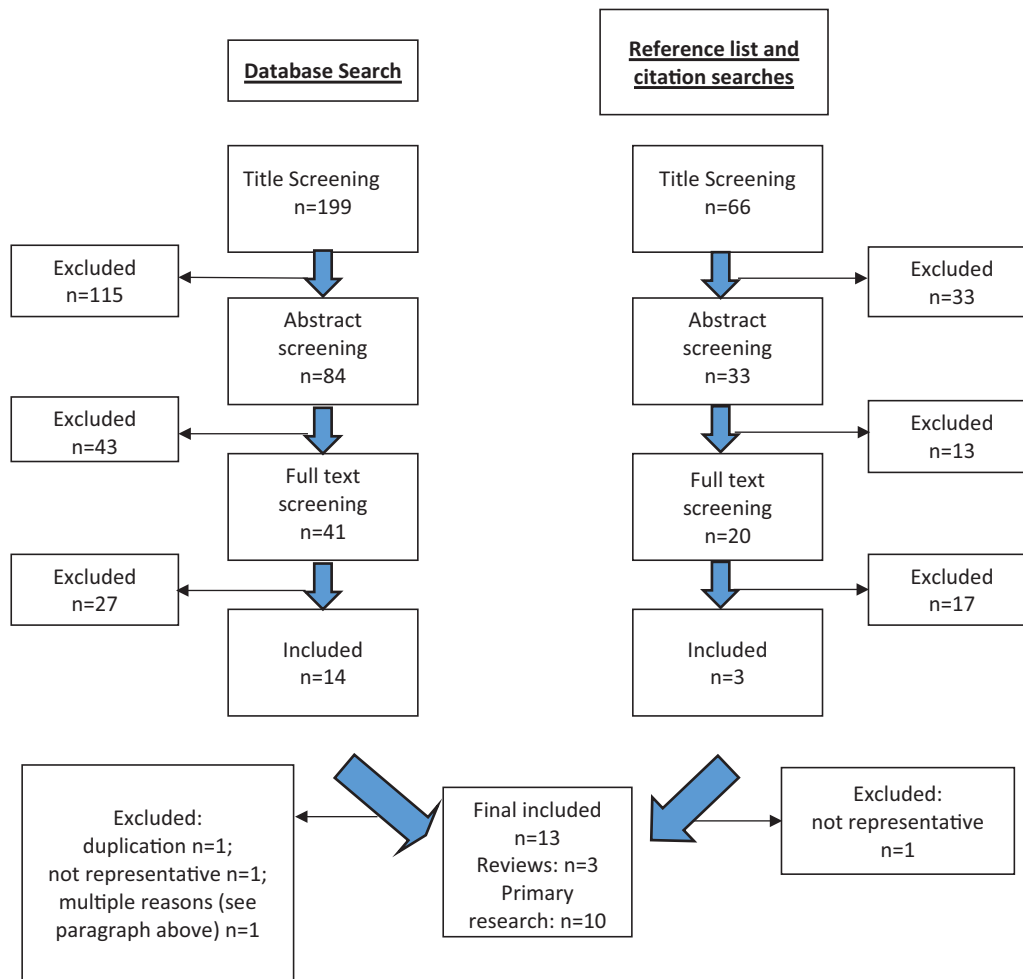 Database Search
Reference list and
citation searches
Title Screening
n=199
Title Screening
n=66
Excluded
n=115
Excluded
n=33
Abstract
screening
n=84
Abstract
screening
n=33
Excluded
n=43
Excluded
n=13
Full text
screening
n=41
Full text
screening
n=20
Excluded
n=27
Excluded
n=17
Included
n=14
Included
n=3
Excluded:
duplication n=1;
not representative n=1;
multiple reasons (see
paragraph above) n=1
Final included
n=13
Reviews: n=3
Primary
research: n=10
Excluded:
not representative
n=1